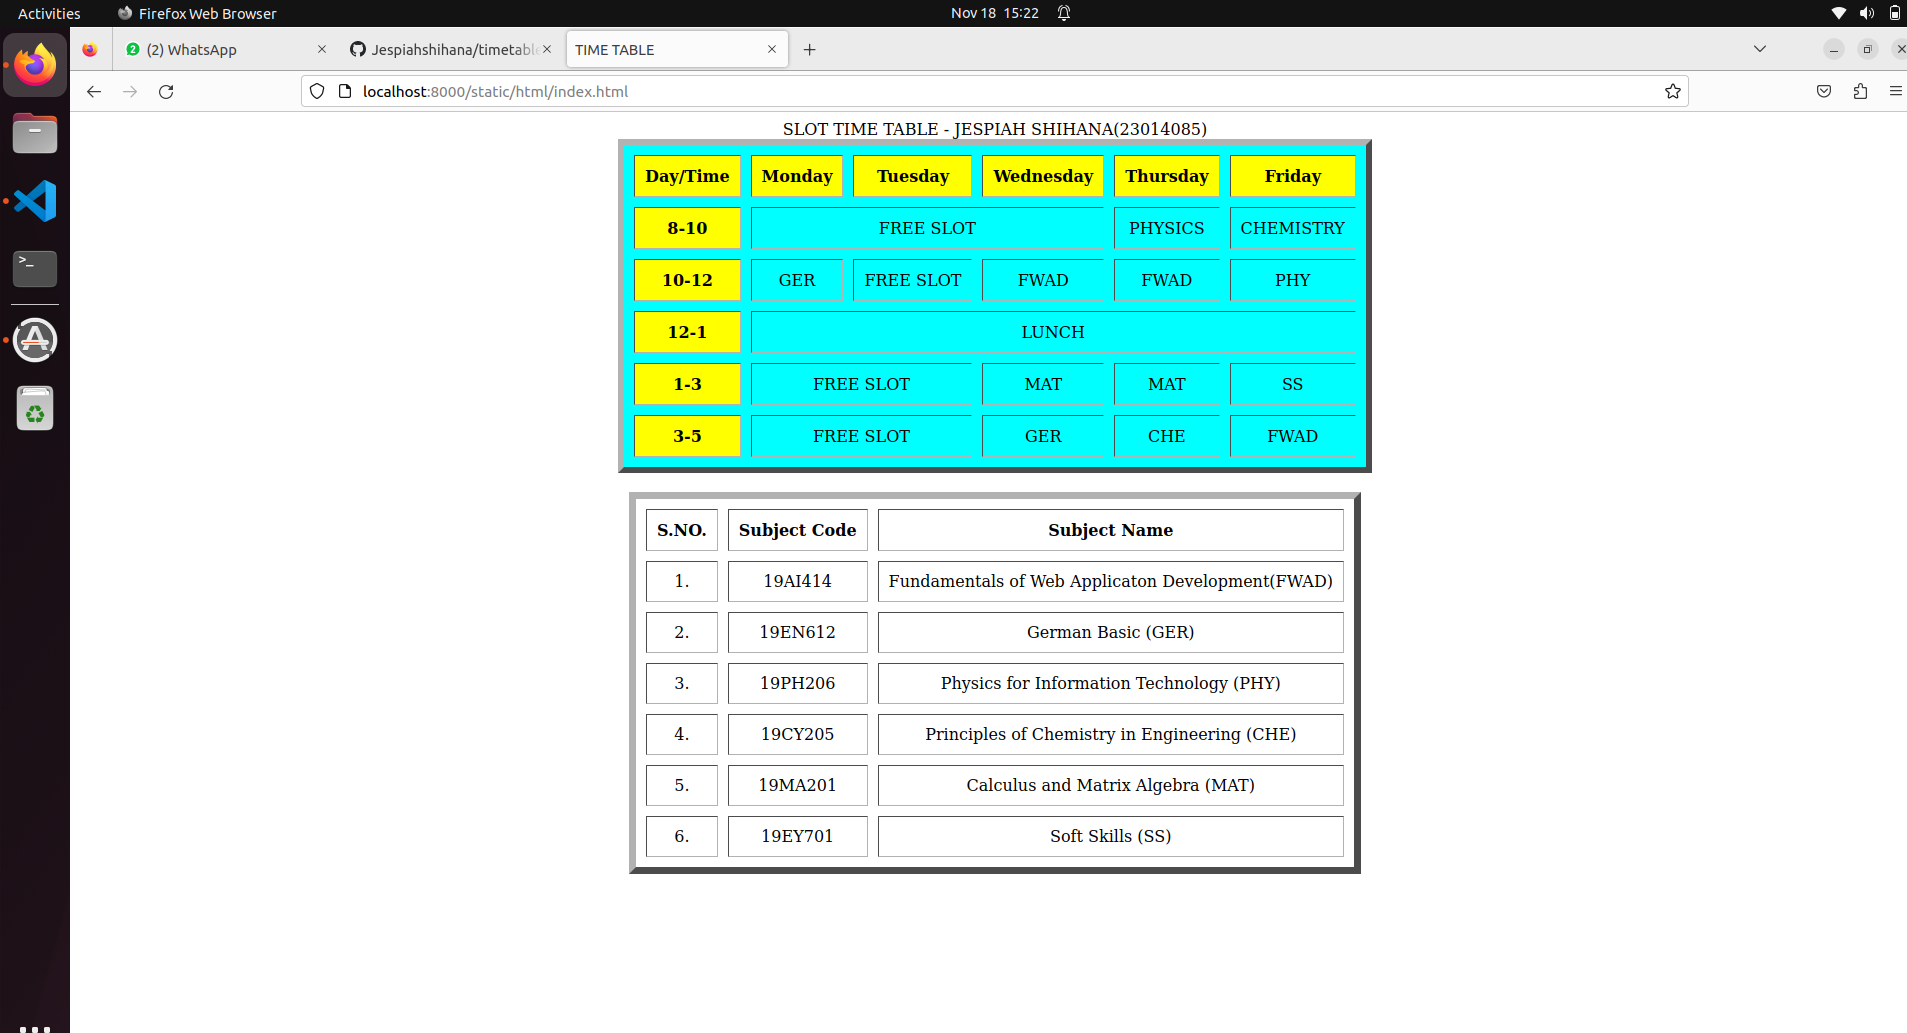 Activities Firefox Web Browser Nov 18 15:22
2 (2) WhatsApp Jespiahshihana/timetable TIME TABLE
localhost:8000/static/html/index.html
SLOT TIME TABLE - JESPIAH SHIHANA(23014085)
Day/Time Monday Tuesday Wednesday Thursday Friday
8-10 FREE SLOT PHYSICS CHEMISTRY
10-12 GER FREE SLOT FWAD FWAD PHY
12-1 LUNCH
1-3 FREE SLOT MAT MAT SS
3-5 FREE SLOT GER CHE FWAD
S.NO. Subject Code Subject Name
1. 19AI414 Fundamentals of Web Applicaton Development(FWAD)
2. 19EN612 German Basic (GER)
3. 19PH206 Physics for Information Technology (PHY)
4. 19CY205 Principles of Chemistry in Engineering (CHE)
5. 19MA201 Calculus and Matrix Algebra (MAT)
6. 19EY701 Soft Skills (SS)